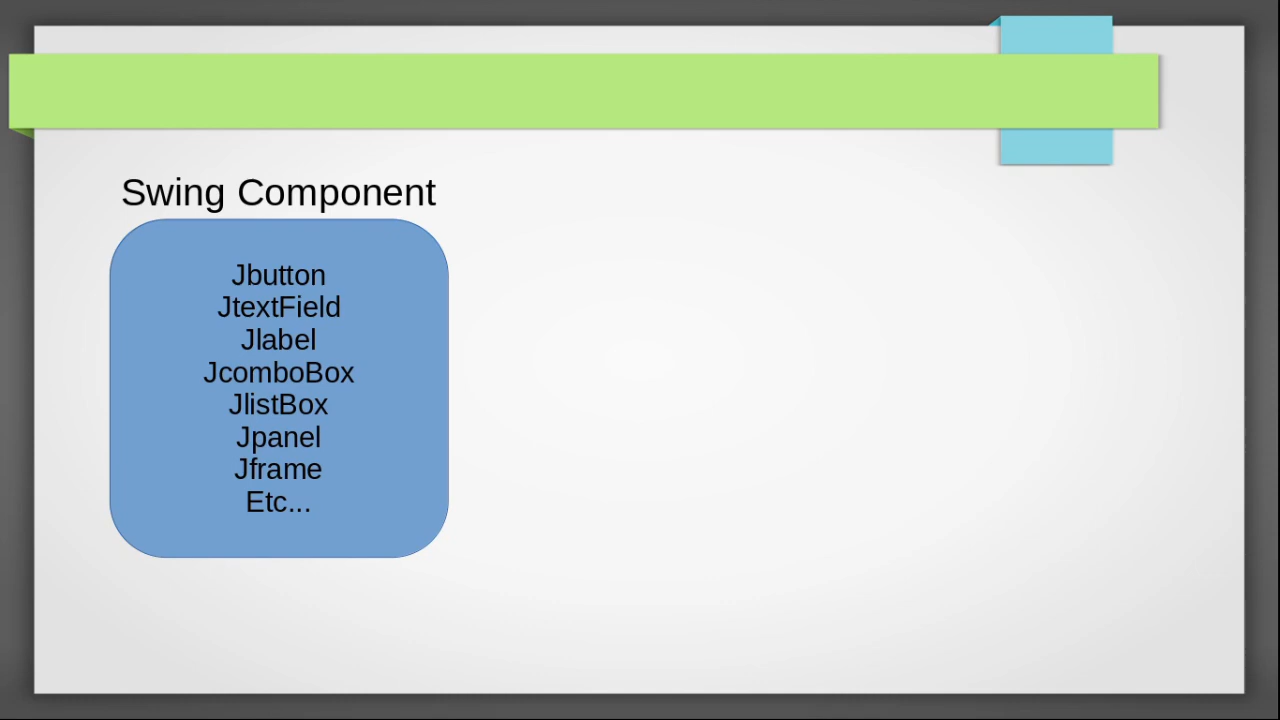 Swing Component
Jbutton
JtextField
Jlabel
JcomboBox
JlistBox
Jpanel
Jframe
Etc...